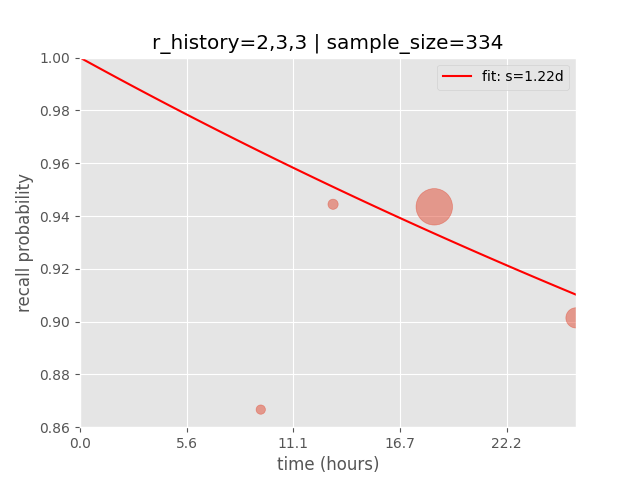 r_history=2,3,3 | sample_size=334
fit: s=1.22d
1.00
0.98
0.96
0.94
0.92
0.90
0.88
0.86
recall probability
0.0 5.6 11.1 16.7 22.2
time (hours)